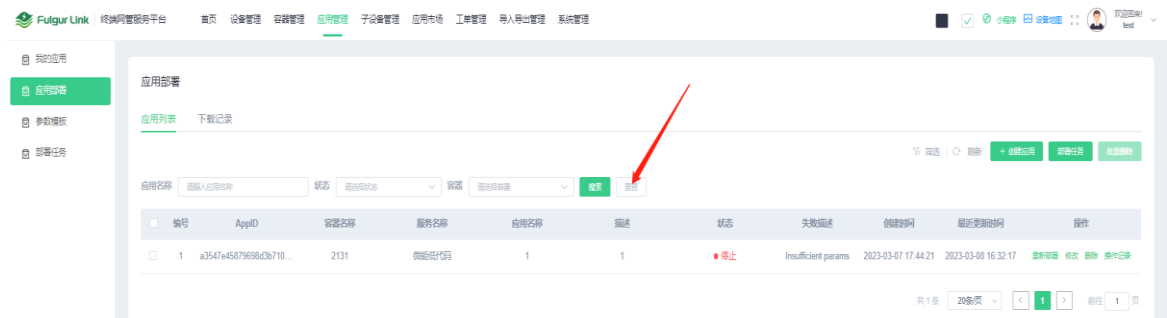 Fulgur Link 终端网管服务平台 首页 设备管理 容器管理 应用管理 子设备管理 应用市场 工单管理 导入导出管理 系统管理 小程序 设备地图 欢迎回来!
test
我的应用
应用部署
参数模板
部署任务
应用部署
应用列表 下载记录
筛选 刷新 + 创建应用 部署任务 批量删除
应用名称 请输入应用名称 状态 请选择状态 容器 请选择容器 搜索 重置
编号 AppID 容器名称 服务名称 应用名称 描述 状态 失败描述 创建时间 最近更新时间 操作
1 a3547e45879698d3b710... 2131 微能低代码 1 1 停止 Insufficient params 2023-03-07 17:44:21 2023-03-08 16:32:17 重新部署 修改 删除 操作记录
共 1 条 20条/页 < 1 > 前往 1 页